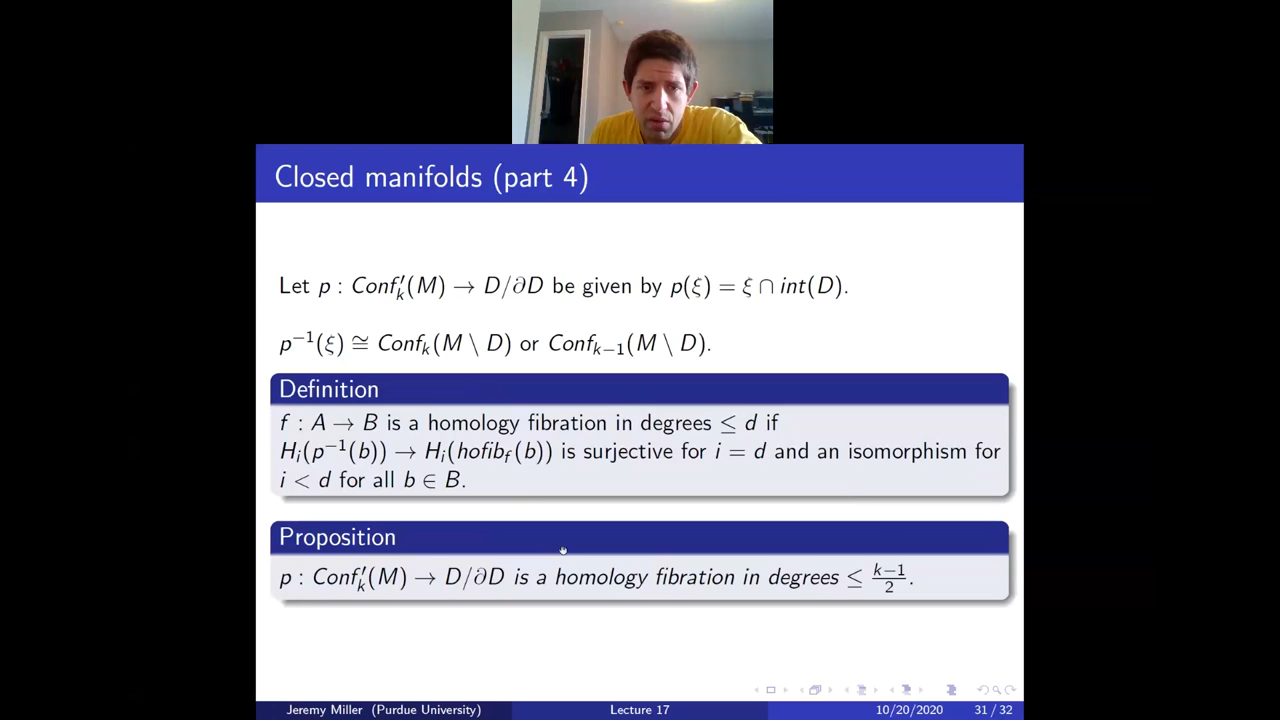 Closed manifolds (part 4)
Let p : Conf′ₖ(M) → D/∂D be given by p(ξ) = ξ ∩ int(D).
p⁻¹(ξ) ≅ Confₖ(M \ D) or Confₖ₋₁(M \ D).
Definition
f : A → B is a homology fibration in degrees ≤ d if
Hᵢ(p⁻¹(b)) → Hᵢ(hofib_f(b)) is surjective for i = d and an isomorphism for
i < d for all b ∈ B.
Proposition
p : Conf′ₖ(M) → D/∂D is a homology fibration in degrees ≤ (k−1)/2.
Jeremy Miller (Purdue University) Lecture 17 10/20/2020 31 / 32